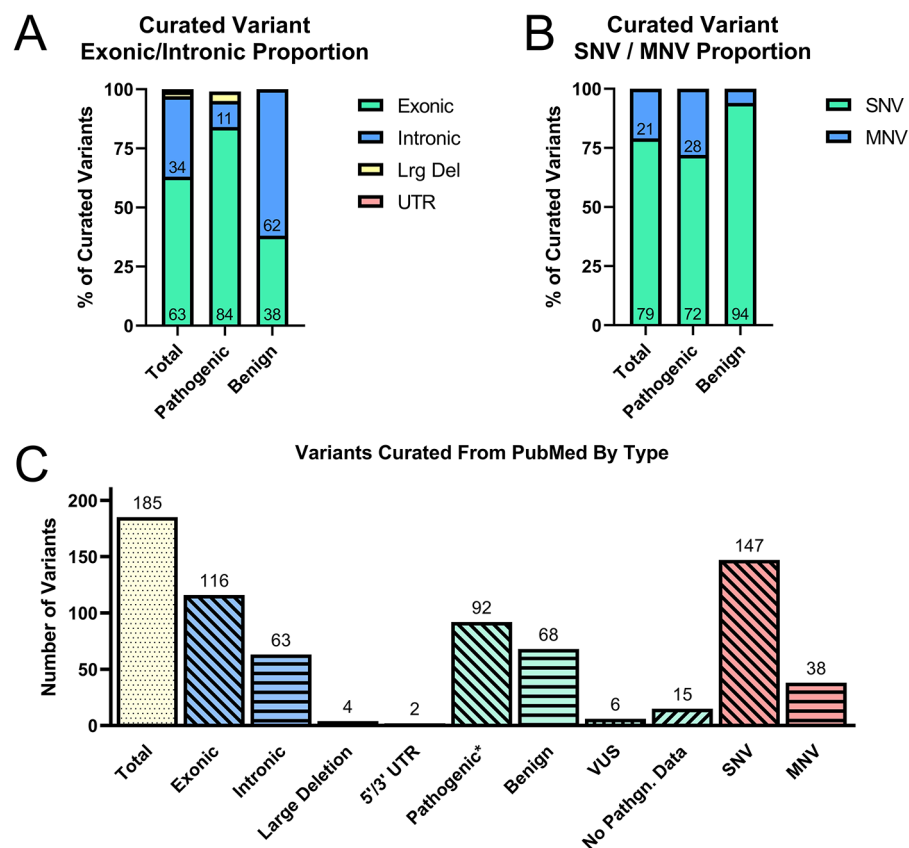 A
Curated Variant
Exonic/Intronic Proportion
% of Curated Variants
100
75
50
25
0
34
63
11
84
62
38
Total
Pathogenic
Benign
Exonic
Intronic
Lrg Del
UTR
B
Curated Variant
SNV / MNV Proportion
% of Curated Variants
100
75
50
25
0
21
79
28
72
94
Total
Pathogenic
Benign
SNV
MNV
C
Variants Curated From PubMed By Type
Number of Variants
200
150
100
50
0
185
116
63
4
2
92
68
6
15
147
38
Total
Exonic
Intronic
Large Deletion
5'/3' UTR
Pathogenic*
Benign
VUS
No Pathgn. Data
SNV
MNV